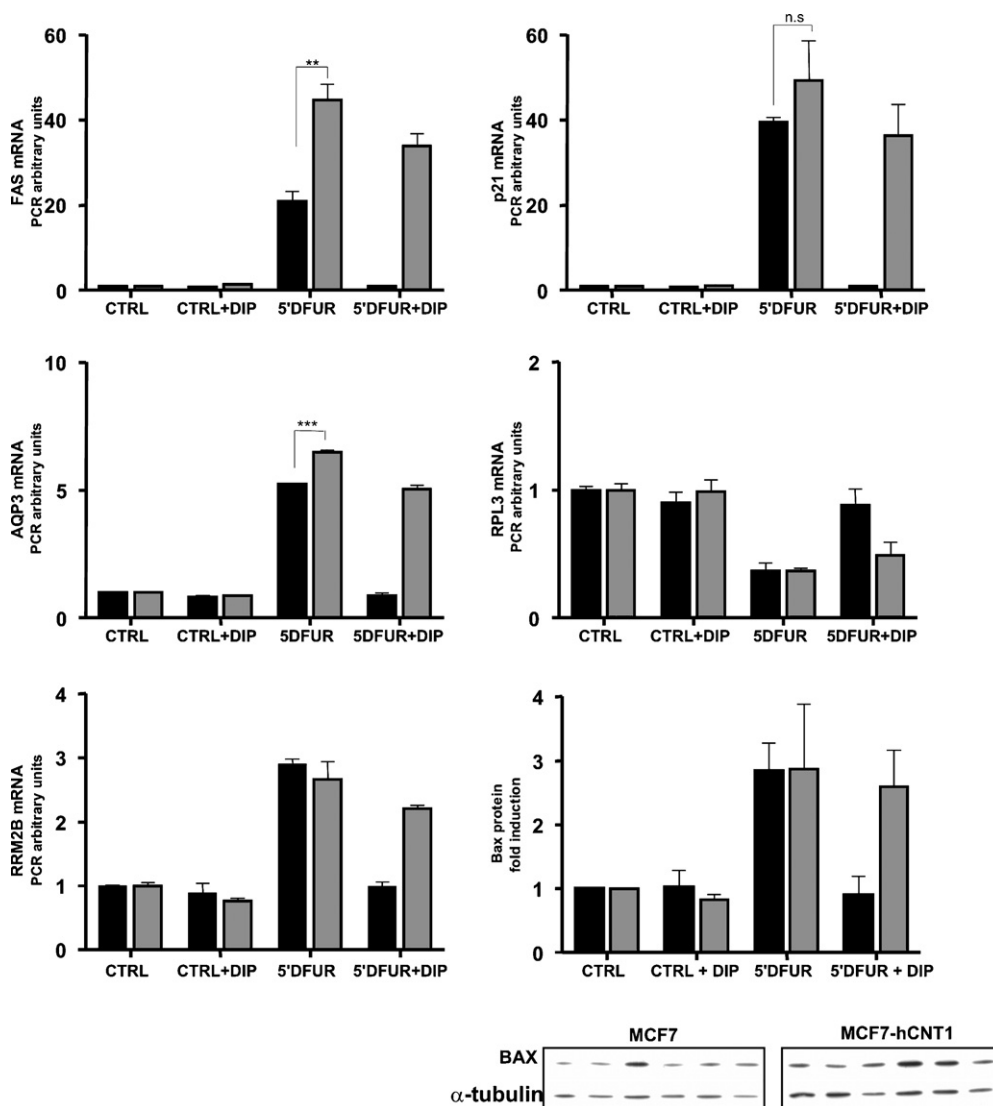 FAS mRNA
PCR arbitrary units
60
40
20
0
**
CTRL CTRL+DIP 5'DFUR 5'DFUR+DIP
p21 mRNA
PCR arbitrary units
60
40
20
0
n.s
CTRL CTRL+DIP 5'DFUR 5'DFUR+DIP
AQP3 mRNA
PCR arbitrary units
10
5
0
***
CTRL CTRL+DIP 5DFUR 5DFUR+DIP
RPL3 mRNA
PCR arbitrary units
2
1
0
CTRL CTRL+DIP 5DFUR 5DFUR+DIP
RRM2B mRNA
PCR arbitrary units
4
3
2
1
0
CTRL CTRL+DIP 5'DFUR 5'DFUR+DIP
Bax protein
fold induction
4
3
2
1
0
CTRL CTRL + DIP 5'DFUR 5'DFUR + DIP
MCF7 MCF7-hCNT1
BAX
α-tubulin